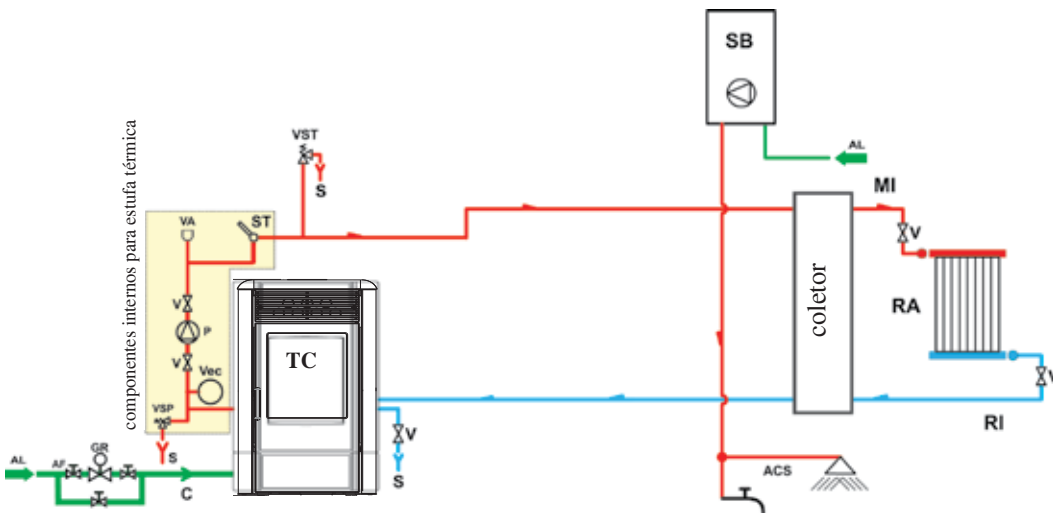 SB
AL
VST
S
MI
V
RA
coletor
V
RI
ACS
componentes internos para estufa térmica
VA
ST
V
P
V
Vec
VSP
S
TC
V
S
AL
AF
GR
C